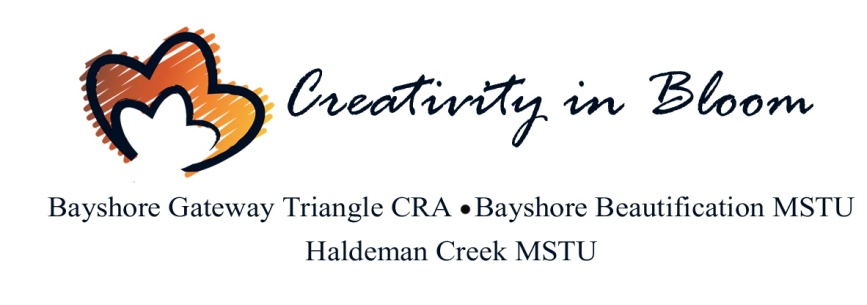 Creativity in Bloom
Bayshore Gateway Triangle CRA •Bayshore Beautification MSTU
Haldeman Creek MSTU